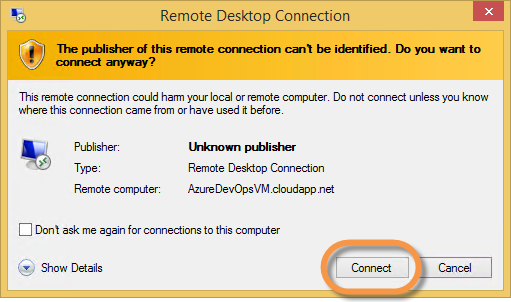 Remote Desktop Connection
The publisher of this remote connection can't be identified. Do you want to
connect anyway?
This remote connection could harm your local or remote computer. Do not connect unless you know
where this connection came from or have used it before.
Publisher: Unknown publisher
Type: Remote Desktop Connection
Remote computer: AzureDevOpsVM.cloudapp.net
Don't ask me again for connections to this computer
Show Details Connect Cancel